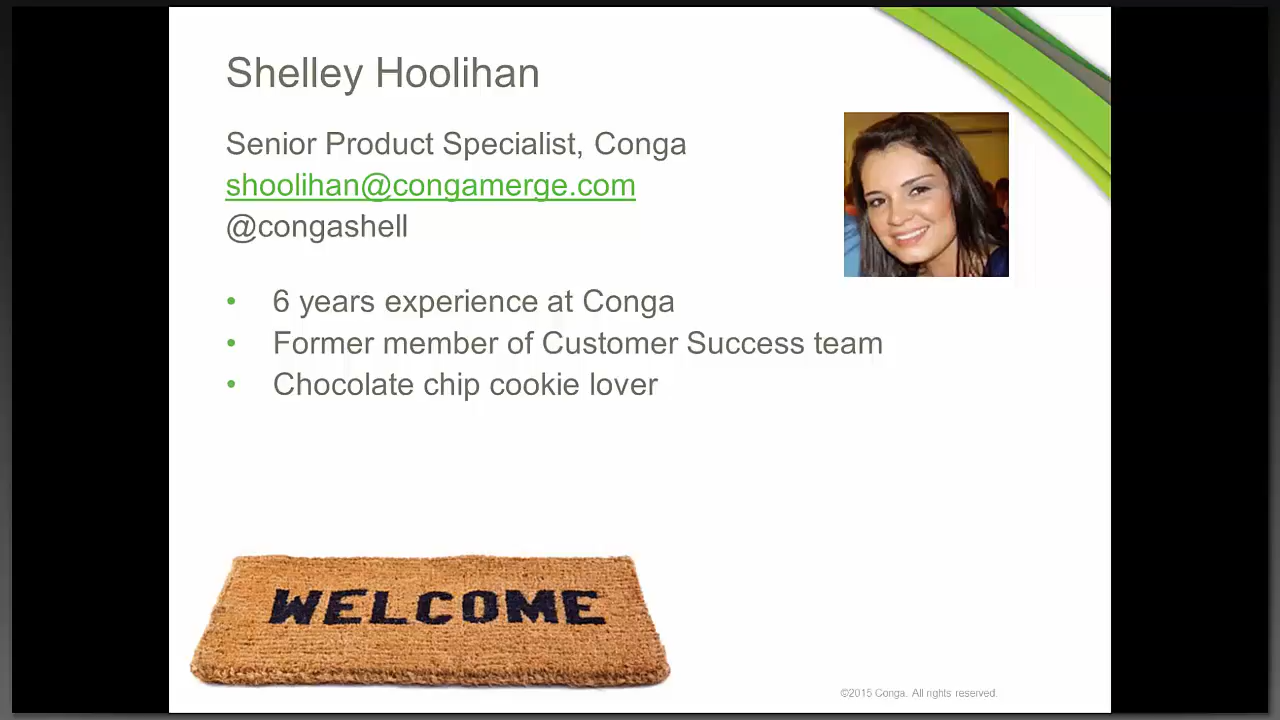 Shelley Hoolihan
Senior Product Specialist, Conga
shoolihan@congamerge.com
@congashell
• 6 years experience at Conga
• Former member of Customer Success team
• Chocolate chip cookie lover
WELCOME
©2015 Conga. All rights reserved.